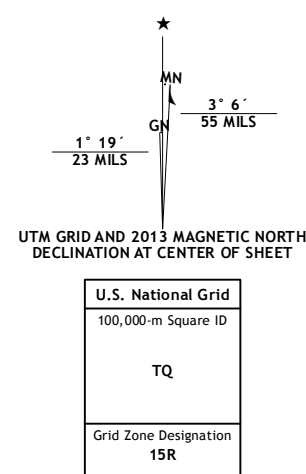 ★
MN
3° 6´
55 MILS
GN
1° 19´
23 MILS
UTM GRID AND 2013 MAGNETIC NORTH
DECLINATION AT CENTER OF SHEET
U.S. National Grid
100,000-m Square ID
TQ
Grid Zone Designation
15R